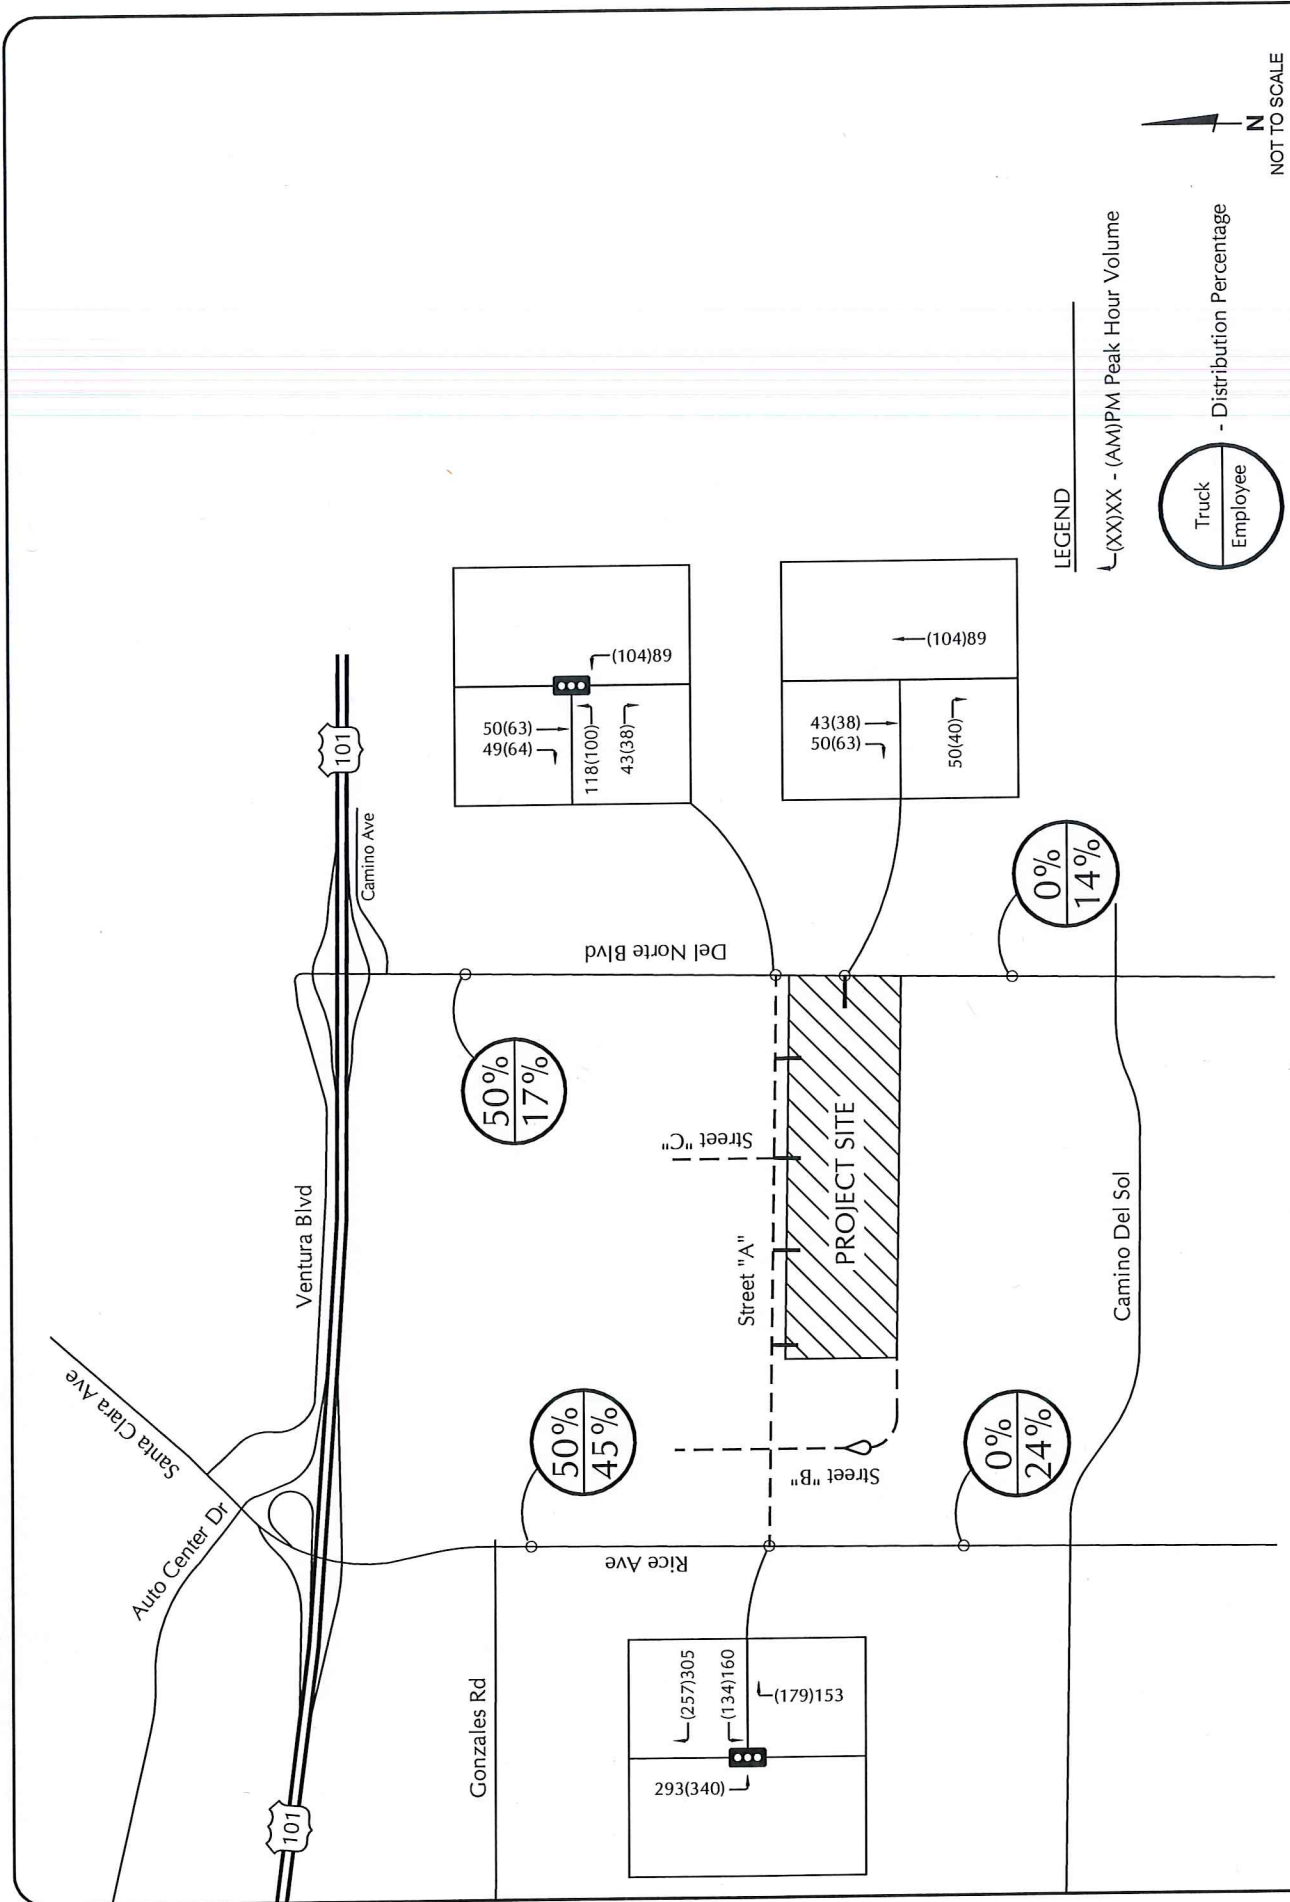 Santa Clara Ave
Auto Center Dr
Ventura Blvd
101
101
Camino Ave
Gonzales Rd
Rice Ave
Del Norte Blvd
50%
45%
50%
17%
Street "A"
Street "B"
Street "C"
PROJECT SITE
0%
24%
0%
14%
Camino Del Sol
293(340)
(257)305
(134)160
(179)153
50(63)
49(64)
118(100)
43(38)
(104)89
43(38)
50(63)
50(40)
(104)89
LEGEND
(XX)XX - (AM)PM Peak Hour Volume
Truck
Employee
- Distribution Percentage
N
NOT TO SCALE